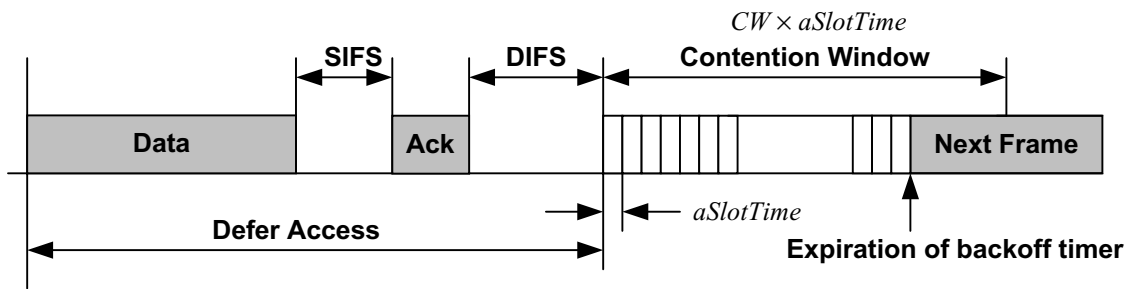 CW × aSlotTime
SIFS
DIFS
Contention Window
Data
Ack
Next Frame
aSlotTime
Defer Access
Expiration of backoff timer